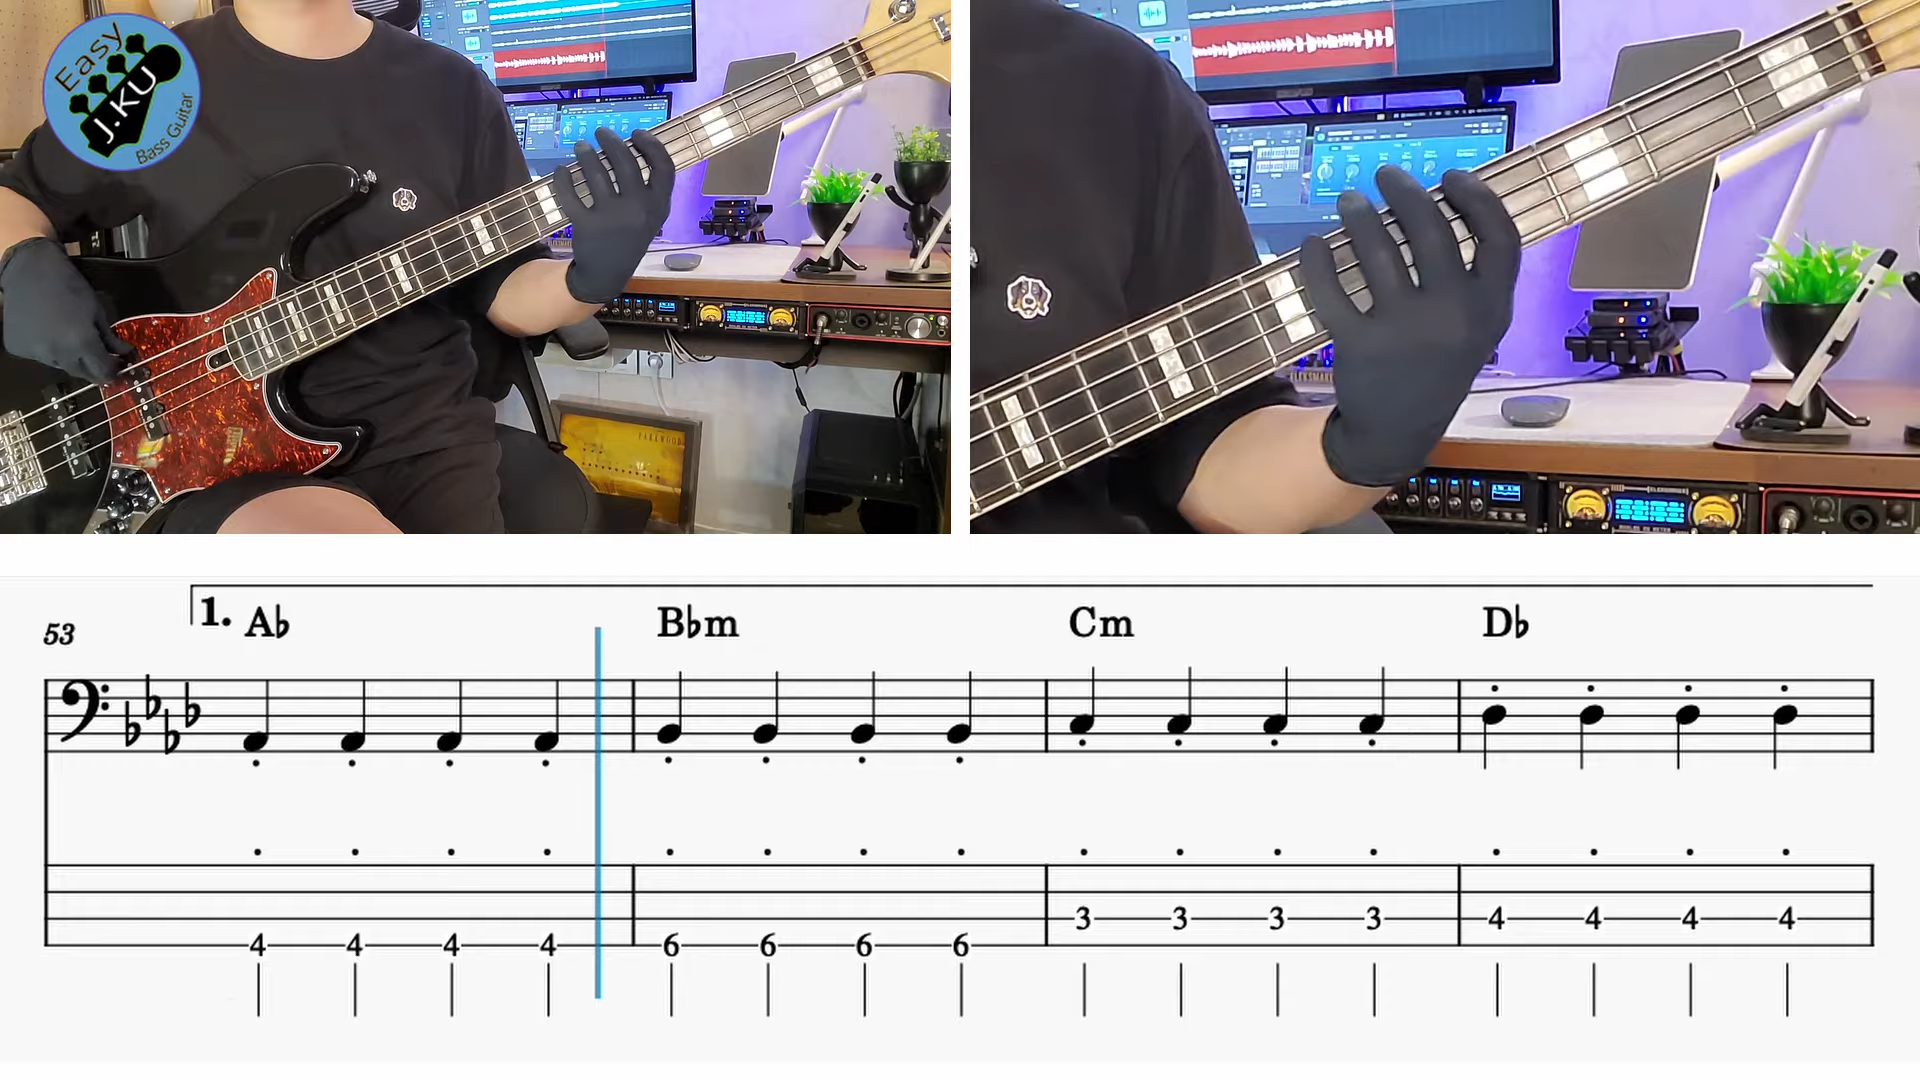 Easy
J.KU
Bass Guitar
PARKWOOD
53
1. A♭ B♭m Cm D♭
4 4 4 4 6 6 6 6 3 3 3 3 4 4 4 4